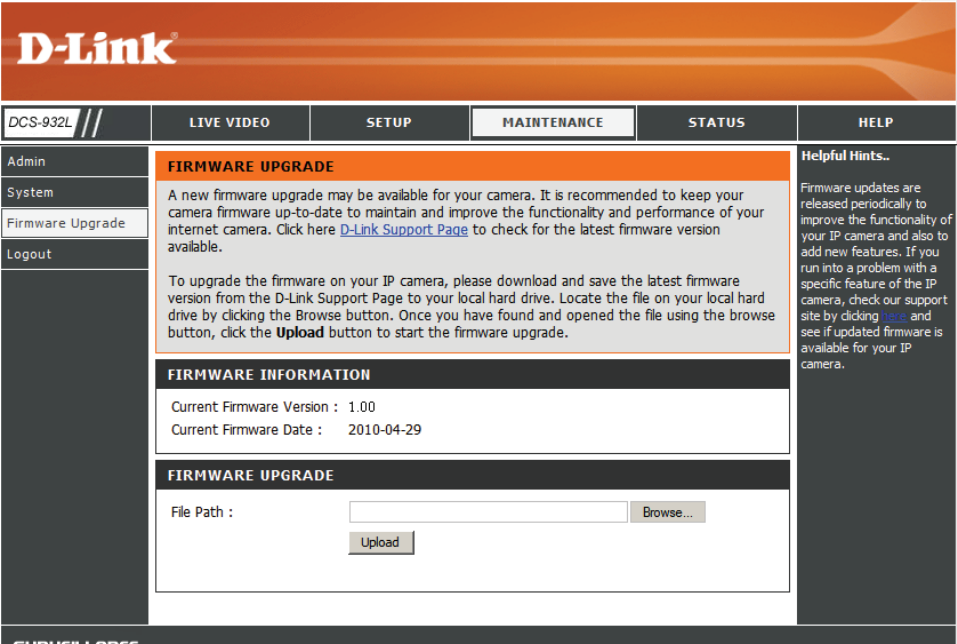 D-Link®
DCS-932L
LIVE VIDEO
SETUP
MAINTENANCE
STATUS
HELP
Admin
System
Firmware Upgrade
Logout
FIRMWARE UPGRADE
A new firmware upgrade may be available for your camera. It is recommended to keep your
camera firmware up-to-date to maintain and improve the functionality and performance of your
internet camera. Click here D-Link Support Page to check for the latest firmware version
available.
To upgrade the firmware on your IP camera, please download and save the latest firmware
version from the D-Link Support Page to your local hard drive. Locate the file on your local hard
drive by clicking the Browse button. Once you have found and opened the file using the browse
button, click the Upload button to start the firmware upgrade.
FIRMWARE INFORMATION
Current Firmware Version : 1.00
Current Firmware Date : 2010-04-29
FIRMWARE UPGRADE
File Path :
Browse...
Upload
Helpful Hints..
Firmware updates are
released periodically to
improve the functionality of
your IP camera and also to
add new features. If you
run into a problem with a
specific feature of the IP
camera, check our support
site by clicking here and
see if updated firmware is
available for your IP
camera.